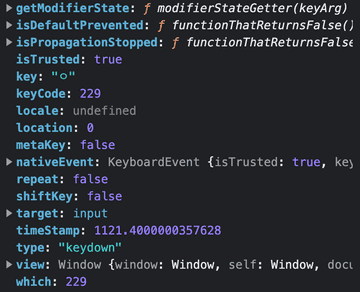 getModifierState: ƒ modifierStateGetter(keyArg)
isDefaultPrevented: ƒ functionThatReturnsFalse()
isPropagationStopped: ƒ functionThatReturnsFalse
isTrusted: true
key: "ㅇ"
keyCode: 229
locale: undefined
location: 0
metaKey: false
nativeEvent: KeyboardEvent {isTrusted: true, key
repeat: false
shiftKey: false
target: input
timeStamp: 1121.4000000357628
type: "keydown"
view: Window {window: Window, self: Window, docu
which: 229